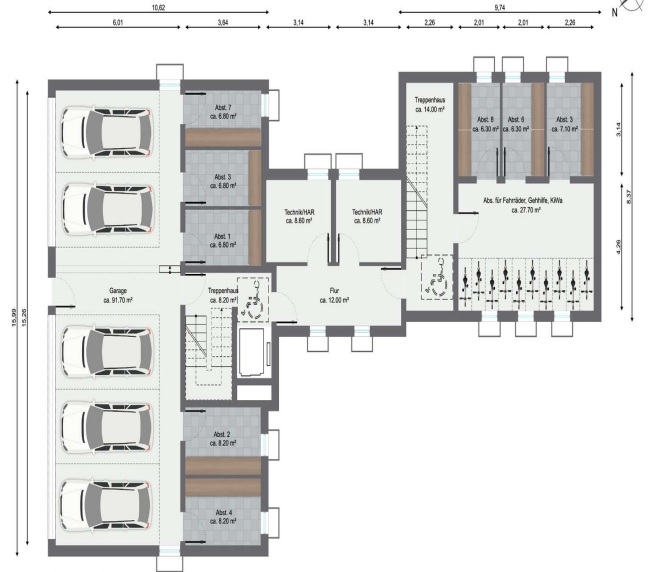 10,62
9,74
N
6,01
3,64
3,14
3,14
2,26
2,01
2,01
2,26
Abst. 7
ca. 6.80 m²
Treppenhaus
ca. 14.00 m²
Abst. 8
ca. 6.30 m²
Abst. 6
ca. 6.30 m²
Abst. 3
ca. 7.10 m²
3,14
8,37
Abst. 3
ca. 6.80 m²
Technik/HAR
ca. 8.60 m²
Technik/HAR
ca. 8.60 m²
Abs. für Fahrräder, Gehhilfe, KiWa
ca. 27.70 m²
Abst. 1
ca. 6.80 m²
4,26
Garage
ca. 91.70 m²
Treppenhaus
ca. 8.20 m²
Flur
ca. 12.00 m²
15,99
15,26
Abst. 2
ca. 8.20 m²
Abst. 4
ca. 8.20 m²